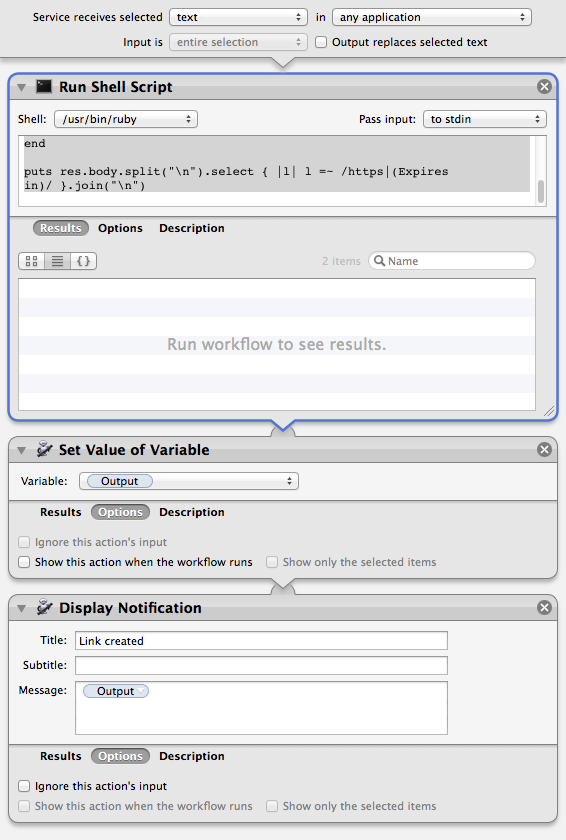 Service receives selected text in any application
Input is entire selection Output replaces selected text
Run Shell Script
Shell: /usr/bin/ruby Pass input: to stdin
end
puts res.body.split("\n").select { |l| l =~ /https|(Expires
in)/ }.join("\n")
Results Options Description
{} 2 items Name
Run workflow to see results.
Set Value of Variable
Variable: Output
Results Options Description
Ignore this action's input
Show this action when the workflow runs Show only the selected items
Display Notification
Title: Link created
Subtitle:
Message: Output
Results Options Description
Ignore this action's input
Show this action when the workflow runs Show only the selected items